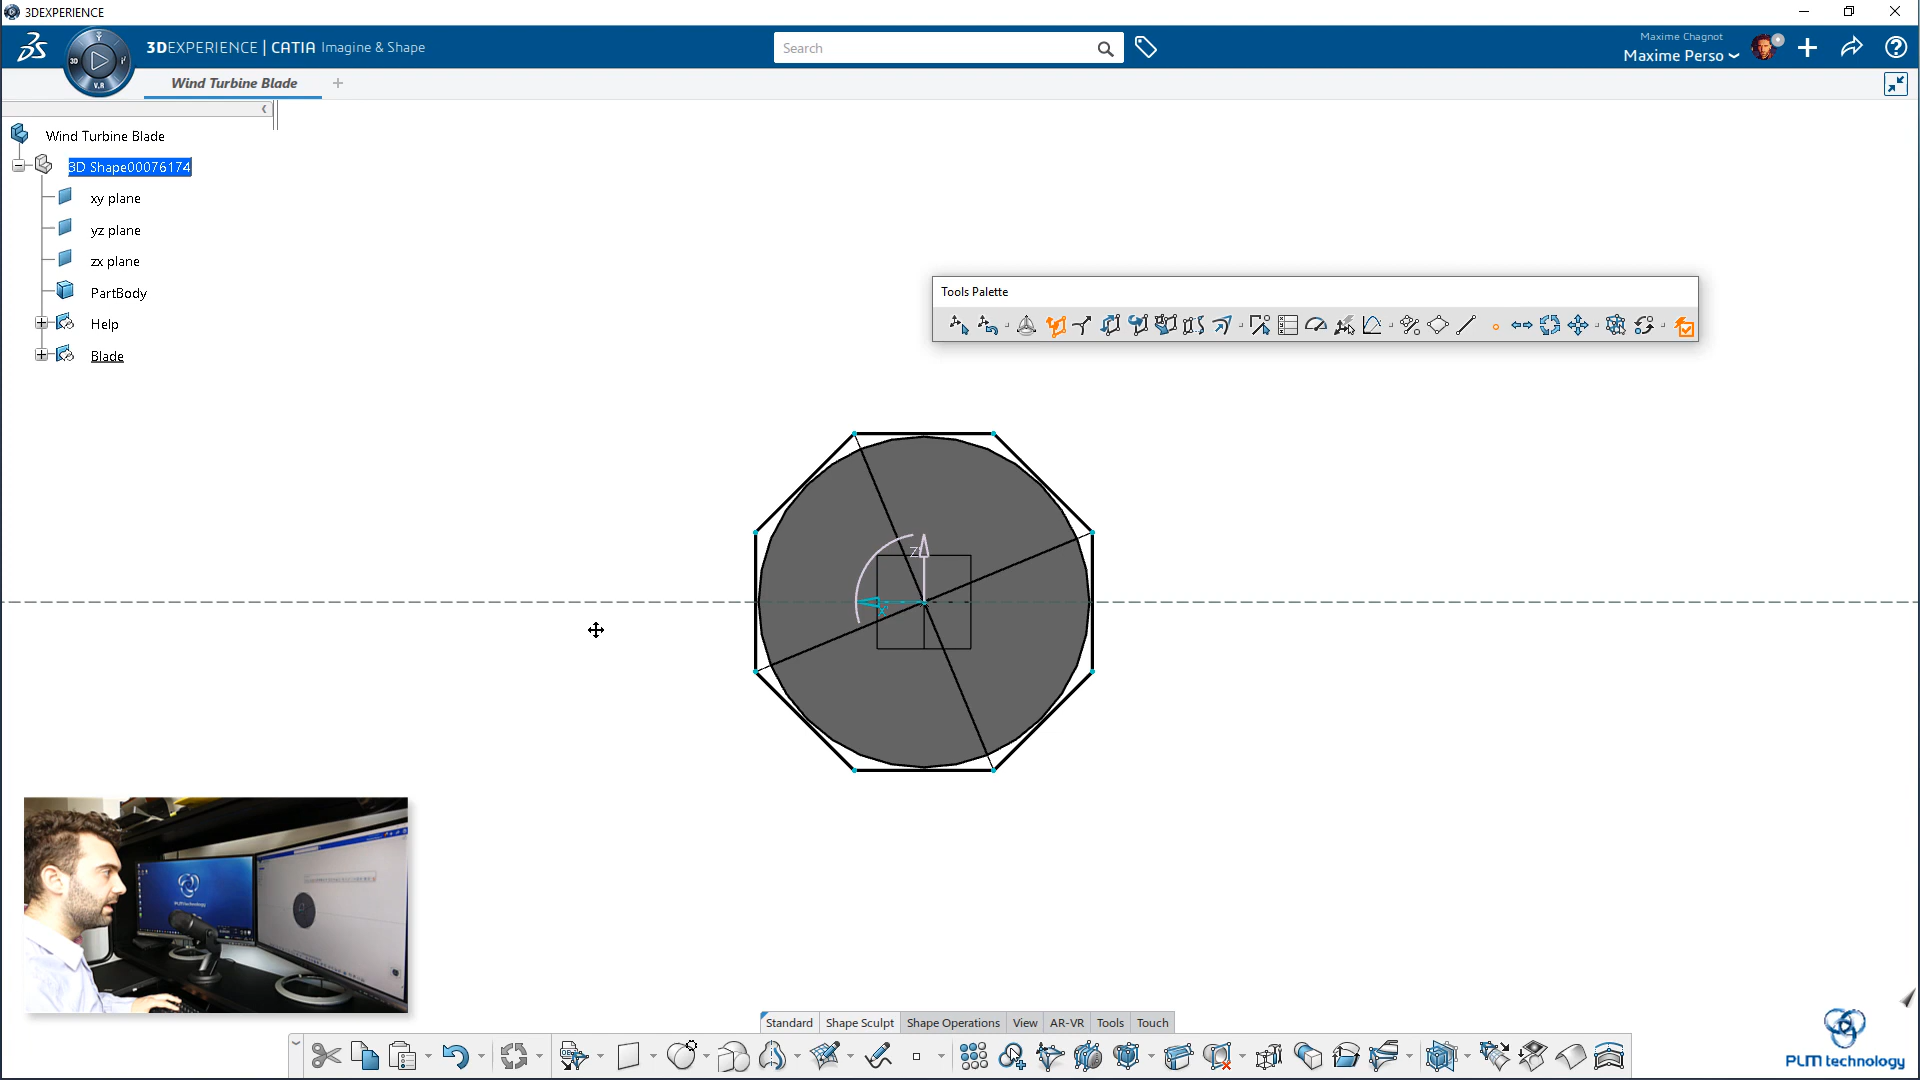 3DEXPERIENCE
3DEXPERIENCE | CATIA Imagine & Shape
Search
Maxime Chagnot
Maxime Perso
3D
V.R
Wind Turbine Blade
Wind Turbine Blade
3D Shape00076174
xy plane
yz plane
zx plane
PartBody
Help
Blade
Tools Palette
Z
X
Standard
Shape Sculpt
Shape Operations
View
AR-VR
Tools
Touch
PLM technology